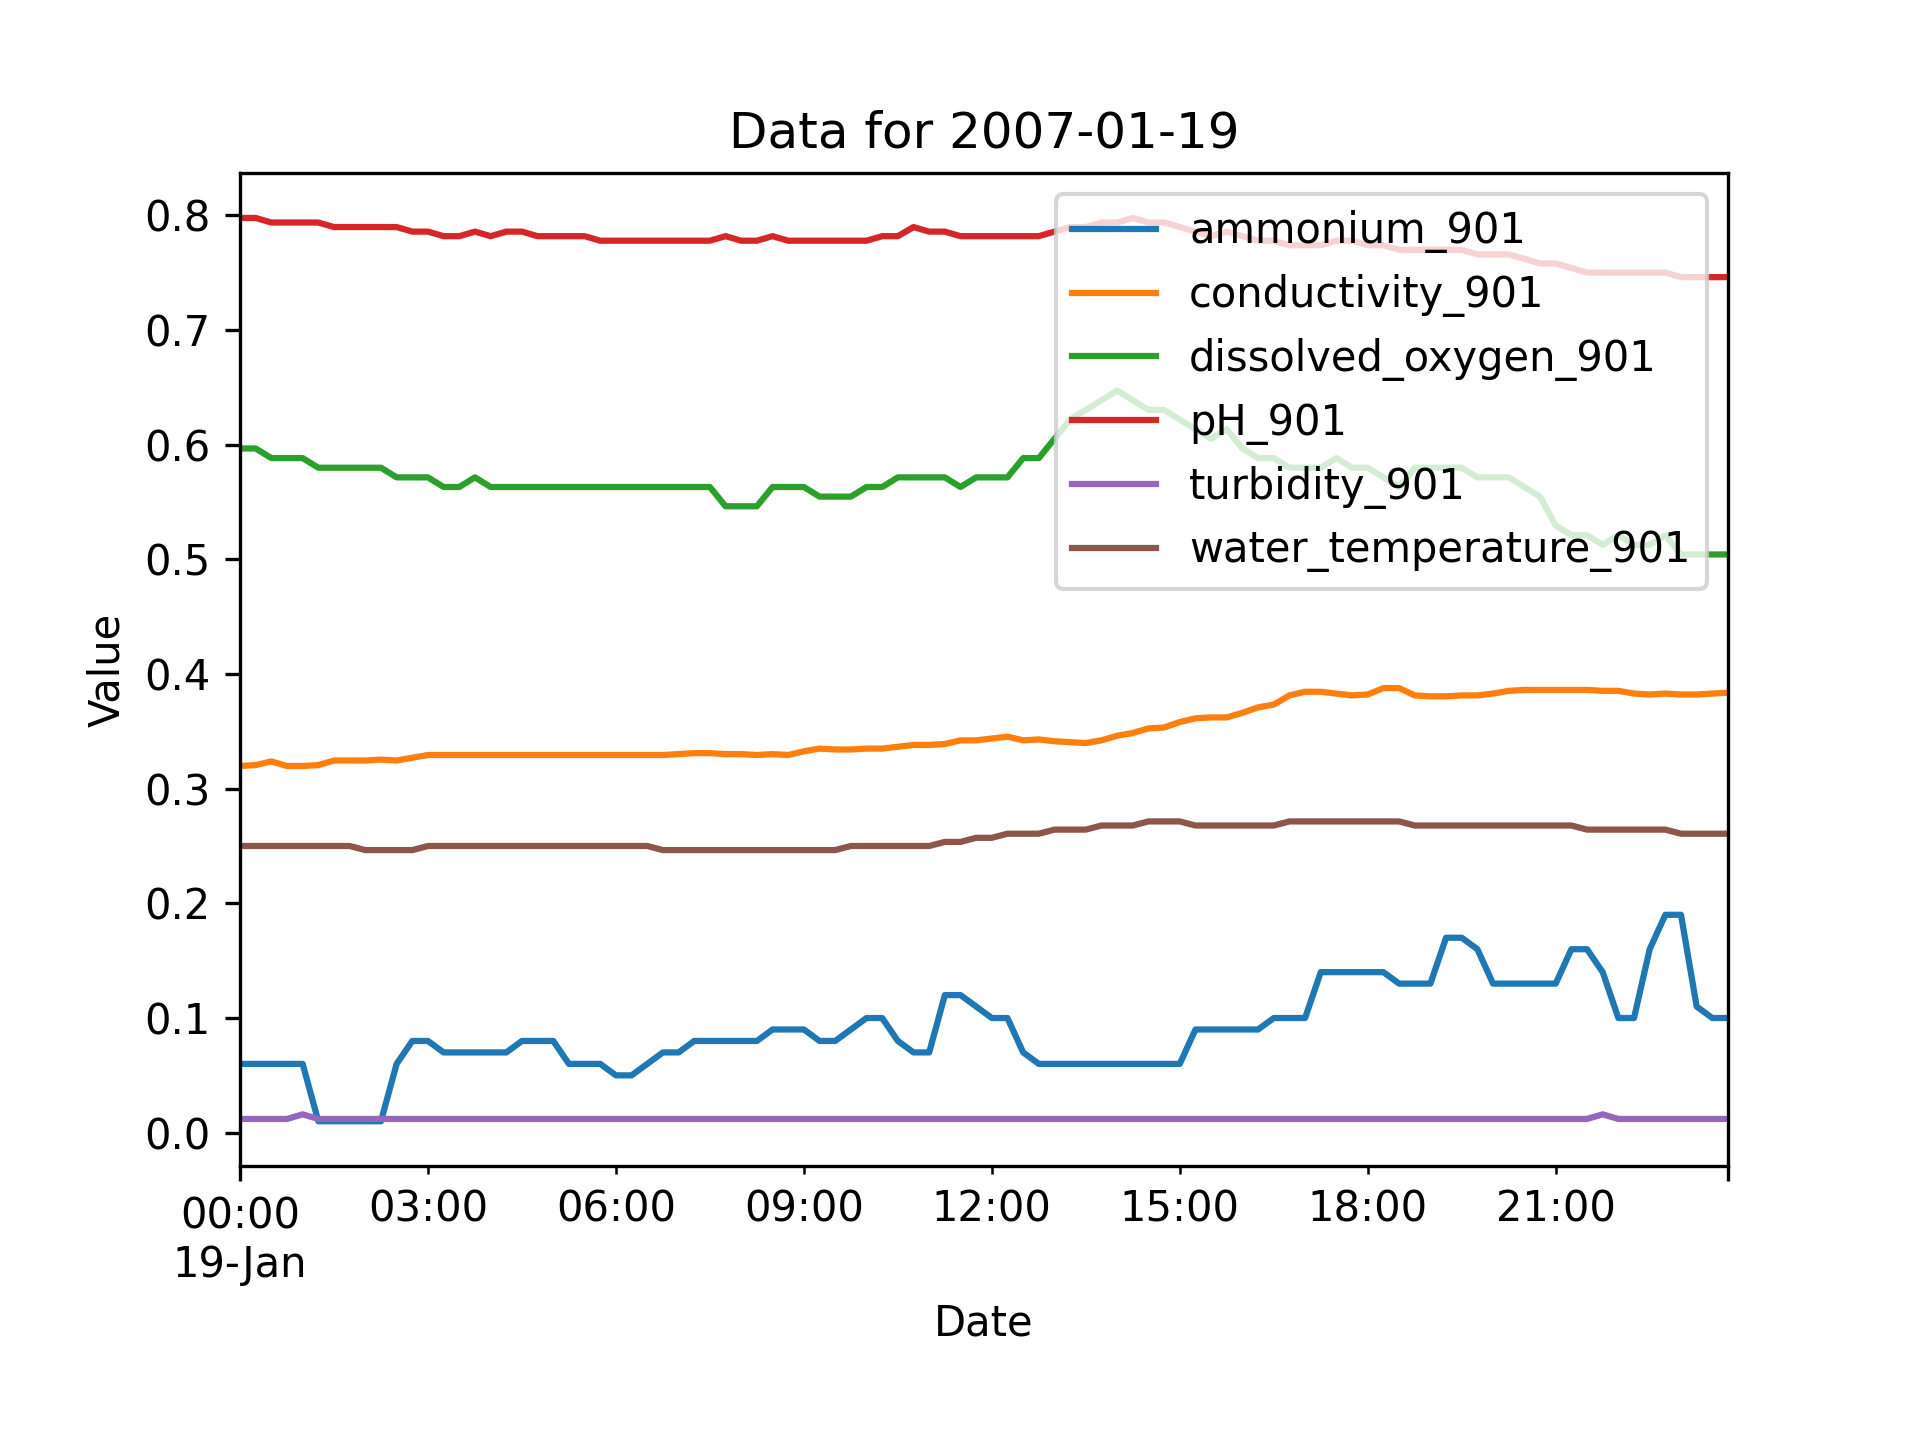 Data for 2007-01-19
ammonium_901
conductivity_901
dissolved_oxygen_901
pH_901
turbidity_901
water_temperature_901
Value
0.8
0.7
0.6
0.5
0.4
0.3
0.2
0.1
0.0
00:00 03:00 06:00 09:00 12:00 15:00 18:00 21:00
19-Jan
Date